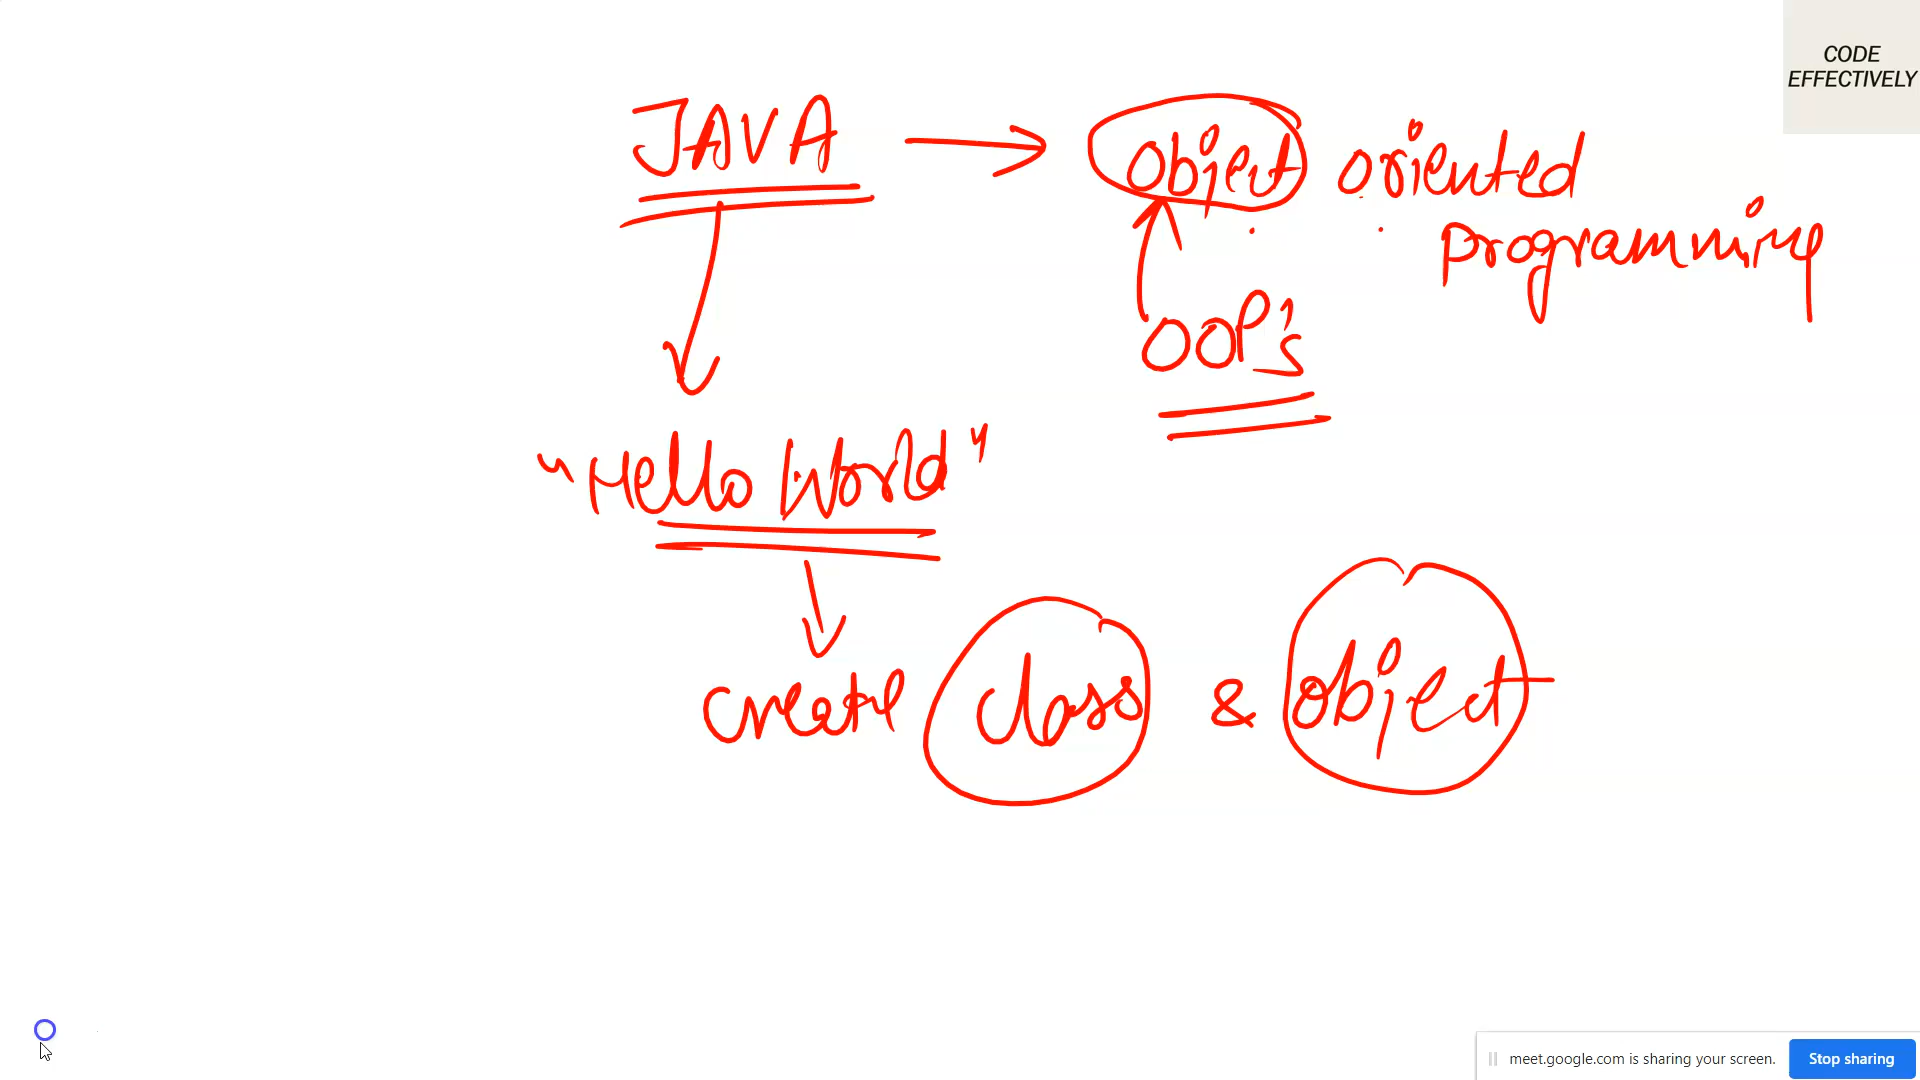 CODE
EFFECTIVELY
JAVA → object oriented
programming
OOP's
"Hello World"
create class & object
meet.google.com is sharing your screen.
Stop sharing